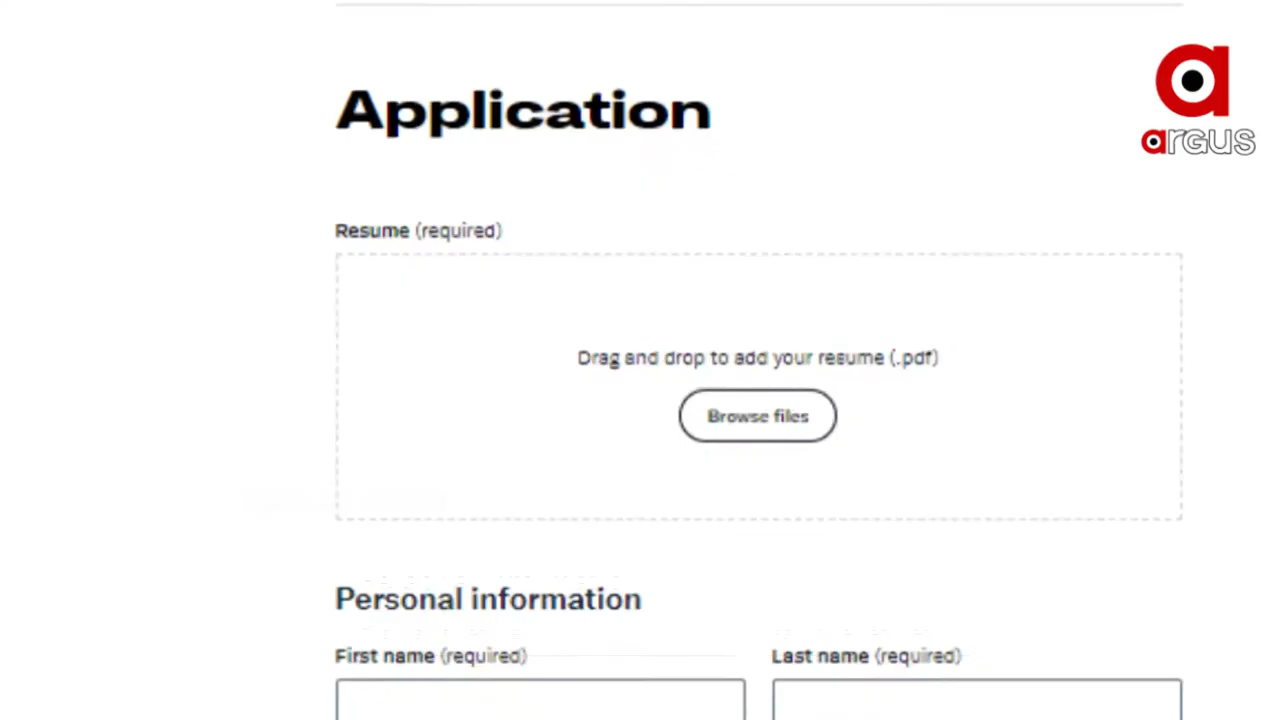 Application
argus
Resume (required)
Drag and drop to add your resume (.pdf)
Browse files
Personal information
First name (required)
Last name (required)